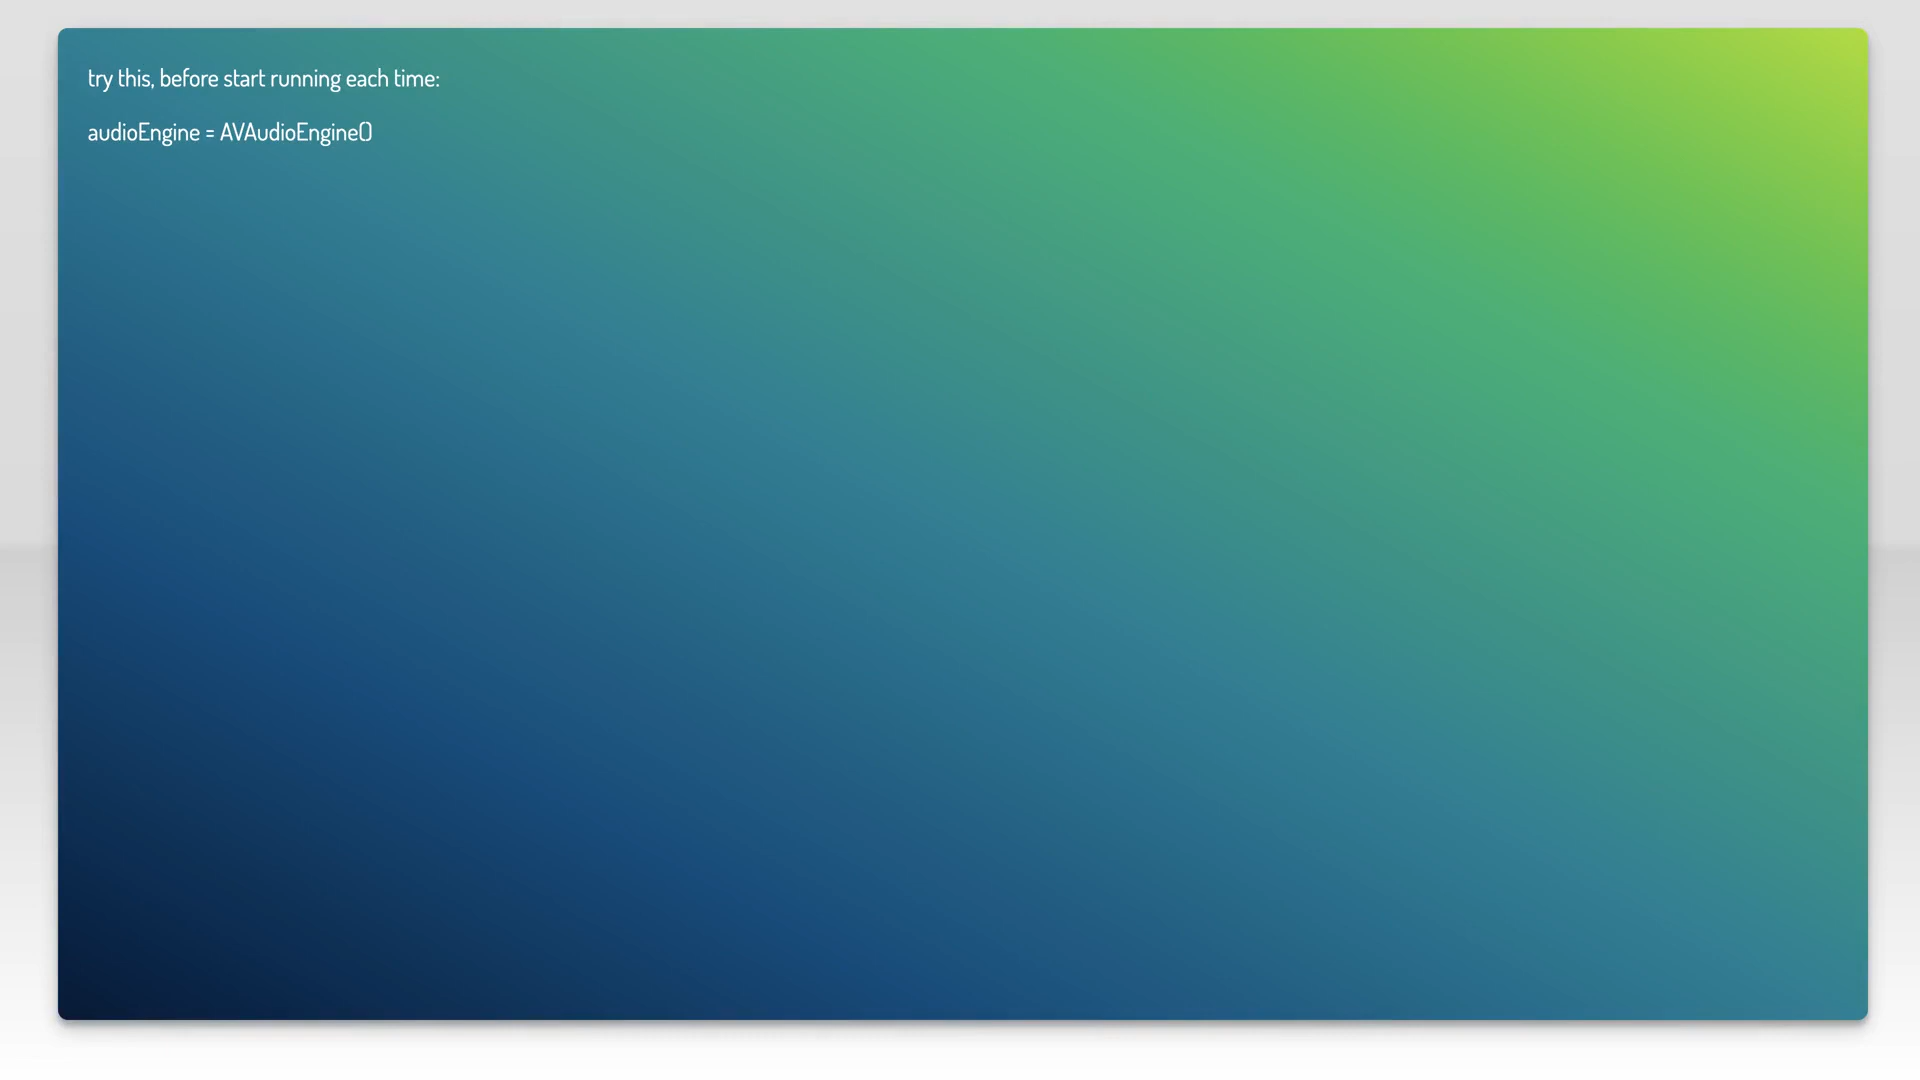 try this, before start running each time:
audioEngine = AVAudioEngine()